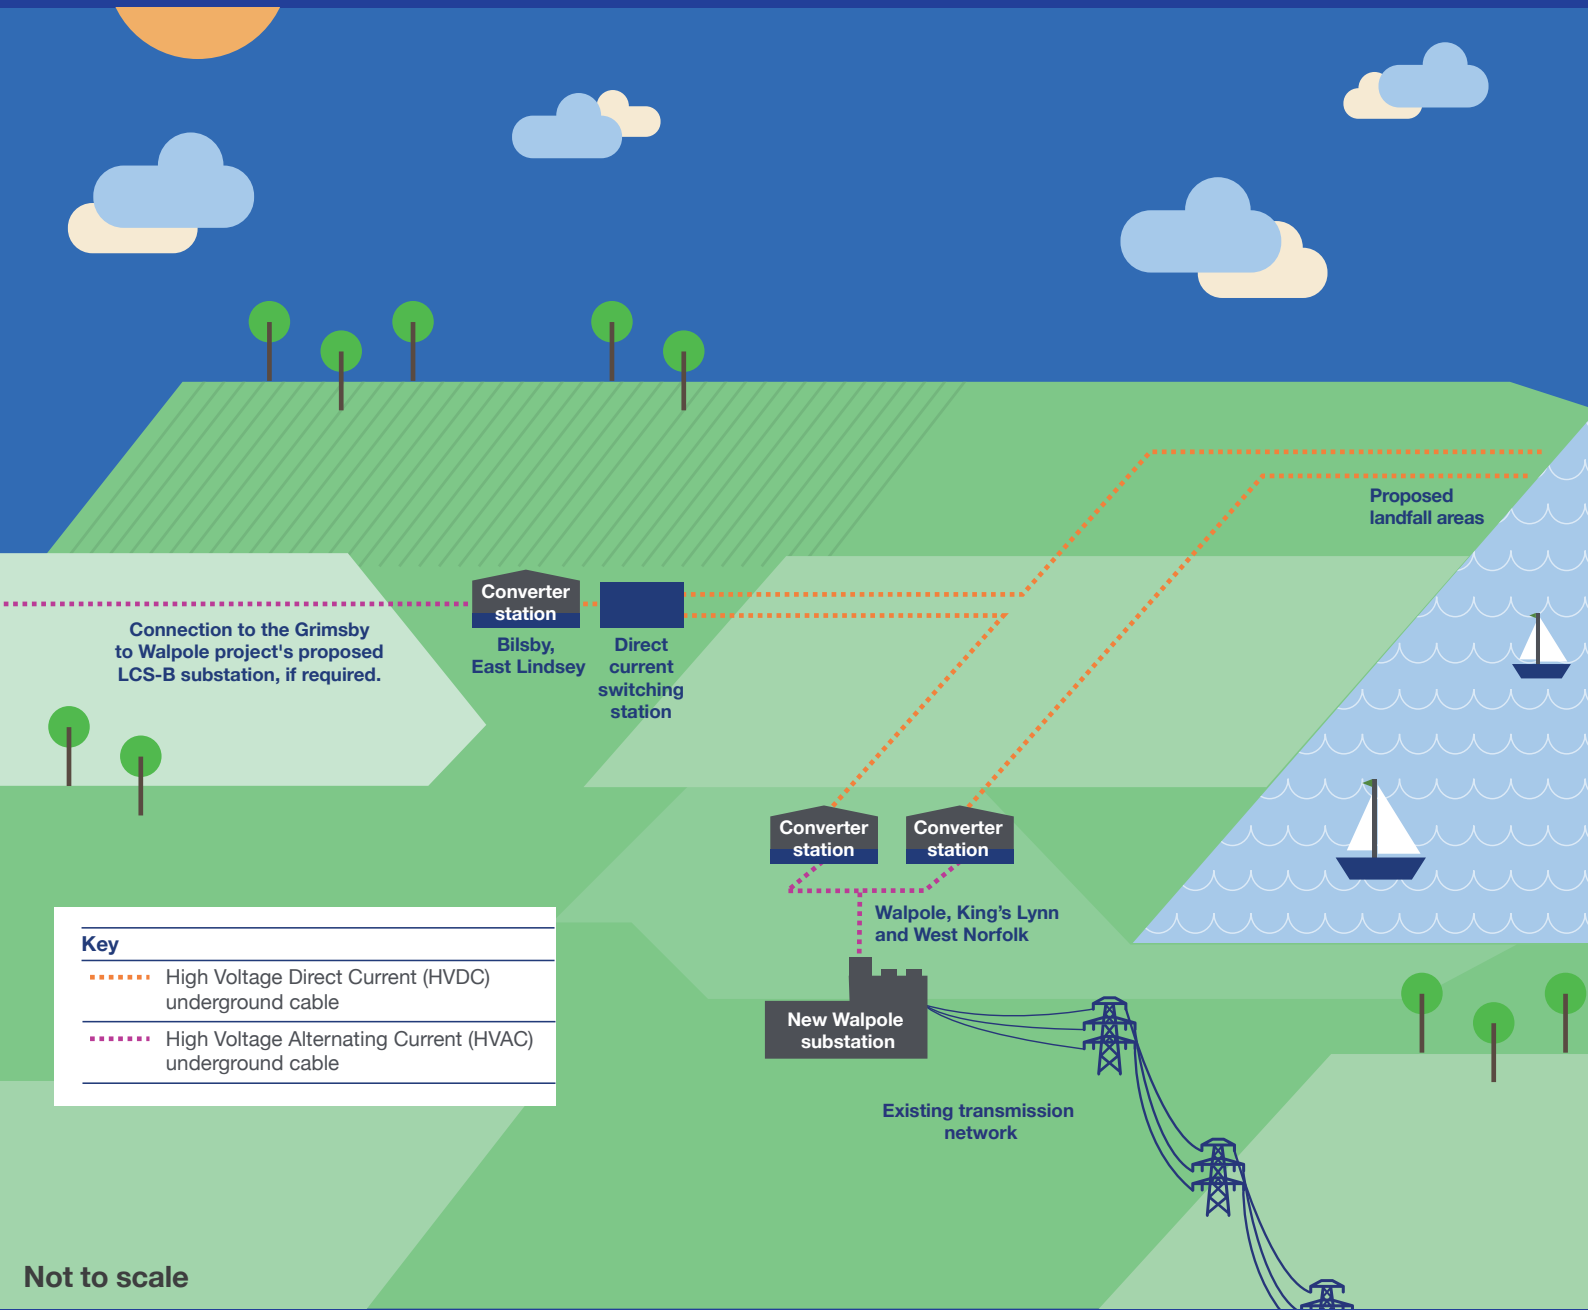 Proposed
landfall areas
Converter
station
Connection to the Grimsby
to Walpole project's proposed
LCS-B substation, if required.
Bilsby,
East Lindsey
Direct
current
switching
station
Converter
station
Converter
station
Walpole, King’s Lynn
and West Norfolk
Key
High Voltage Direct Current (HVDC)
underground cable
High Voltage Alternating Current (HVAC)
underground cable
New Walpole
substation
Existing transmission
network
Not to scale